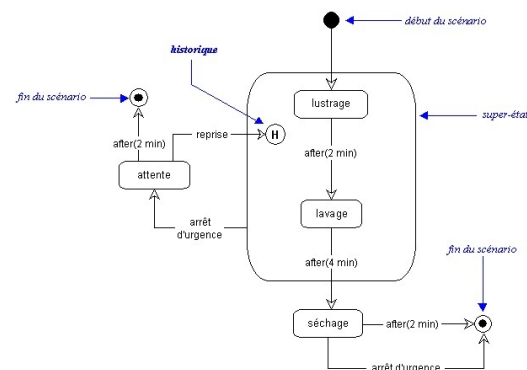 début du scénario
historique
fin du scénario
lustrage
super-état
H
reprise
after(2 min)
after(2 min)
attente
lavage
arrêt
d'urgence
after(4 min)
fin du scénario
séchage
after(2 min)
arrêt d'urgence